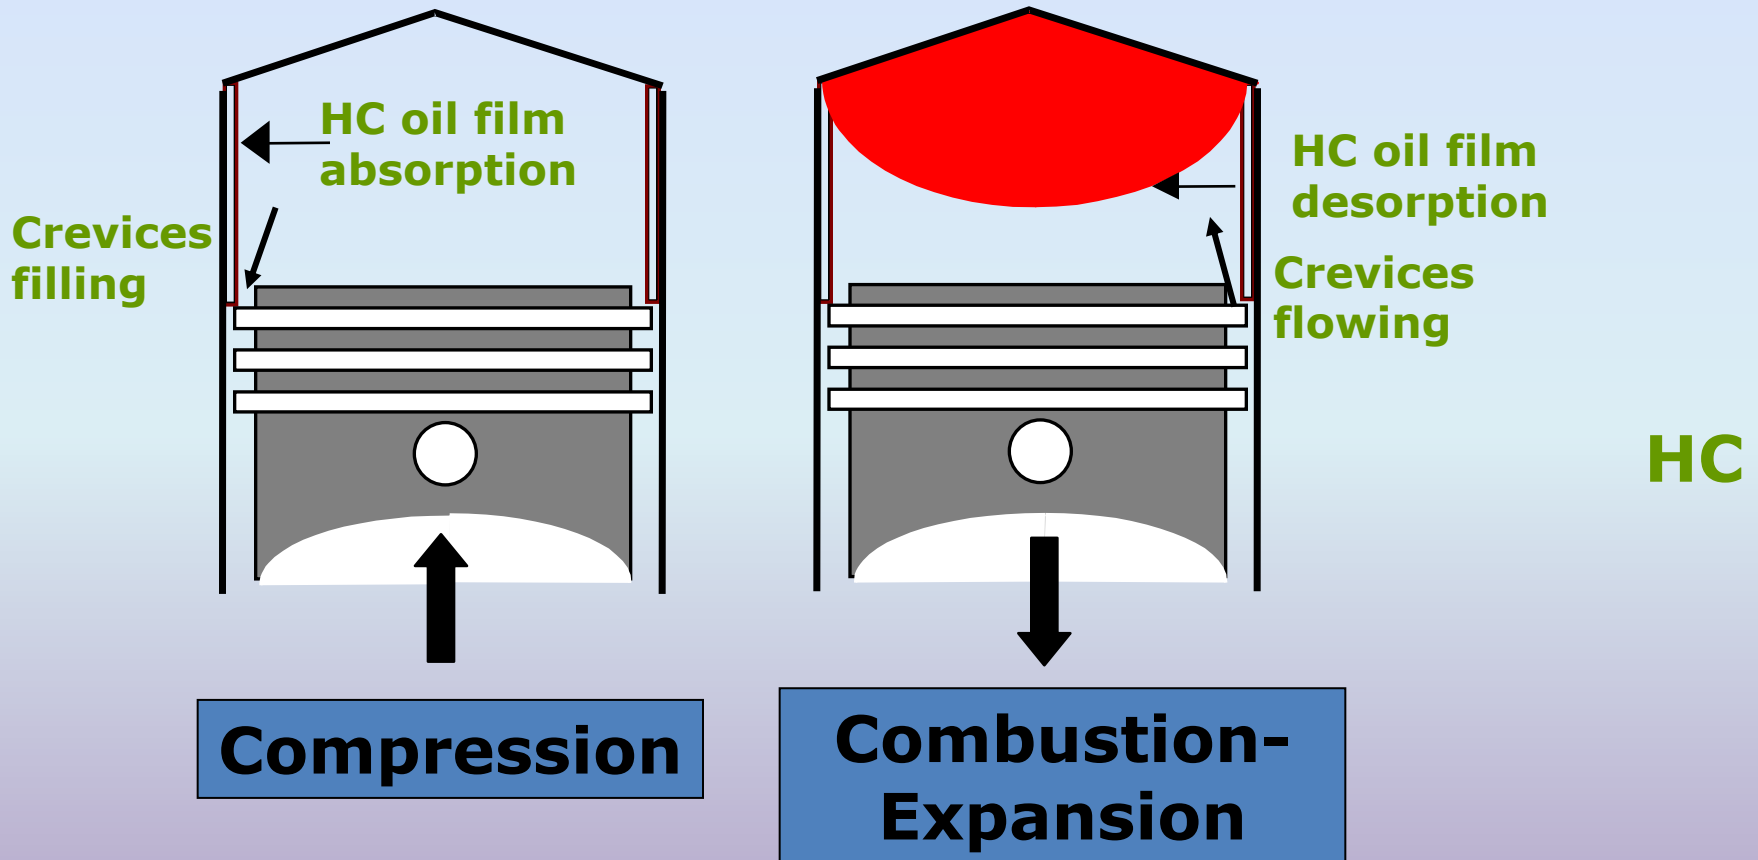 HC oil film
absorption
Crevices
filling
HC oil film
desorption
Crevices
flowing
HC
Compression
Combustion-
Expansion